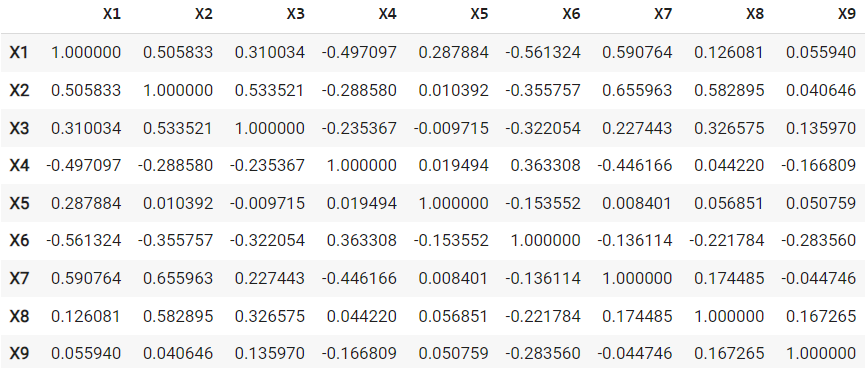 X1 X2 X3 X4 X5 X6 X7 X8 X9
X1 1.000000 0.505833 0.310034 -0.497097 0.287884 -0.561324 0.590764 0.126081 0.055940
X2 0.505833 1.000000 0.533521 -0.288580 0.010392 -0.355757 0.655963 0.582895 0.040646
X3 0.310034 0.533521 1.000000 -0.235367 -0.009715 -0.322054 0.227443 0.326575 0.135970
X4 -0.497097 -0.288580 -0.235367 1.000000 0.019494 0.363308 -0.446166 0.044220 -0.166809
X5 0.287884 0.010392 -0.009715 0.019494 1.000000 -0.153552 0.008401 0.056851 0.050759
X6 -0.561324 -0.355757 -0.322054 0.363308 -0.153552 1.000000 -0.136114 -0.221784 -0.283560
X7 0.590764 0.655963 0.227443 -0.446166 0.008401 -0.136114 1.000000 0.174485 -0.044746
X8 0.126081 0.582895 0.326575 0.044220 0.056851 -0.221784 0.174485 1.000000 0.167265
X9 0.055940 0.040646 0.135970 -0.166809 0.050759 -0.283560 -0.044746 0.167265 1.000000